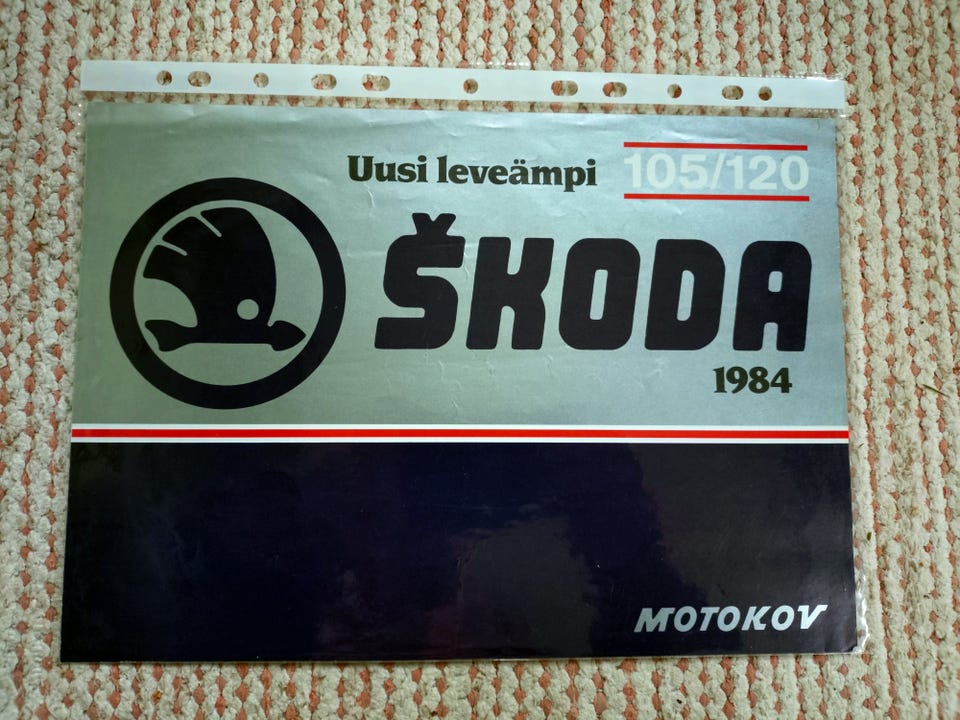 Uusi leveämpi 105/120
ŠKODA
1984
MOTOKOV